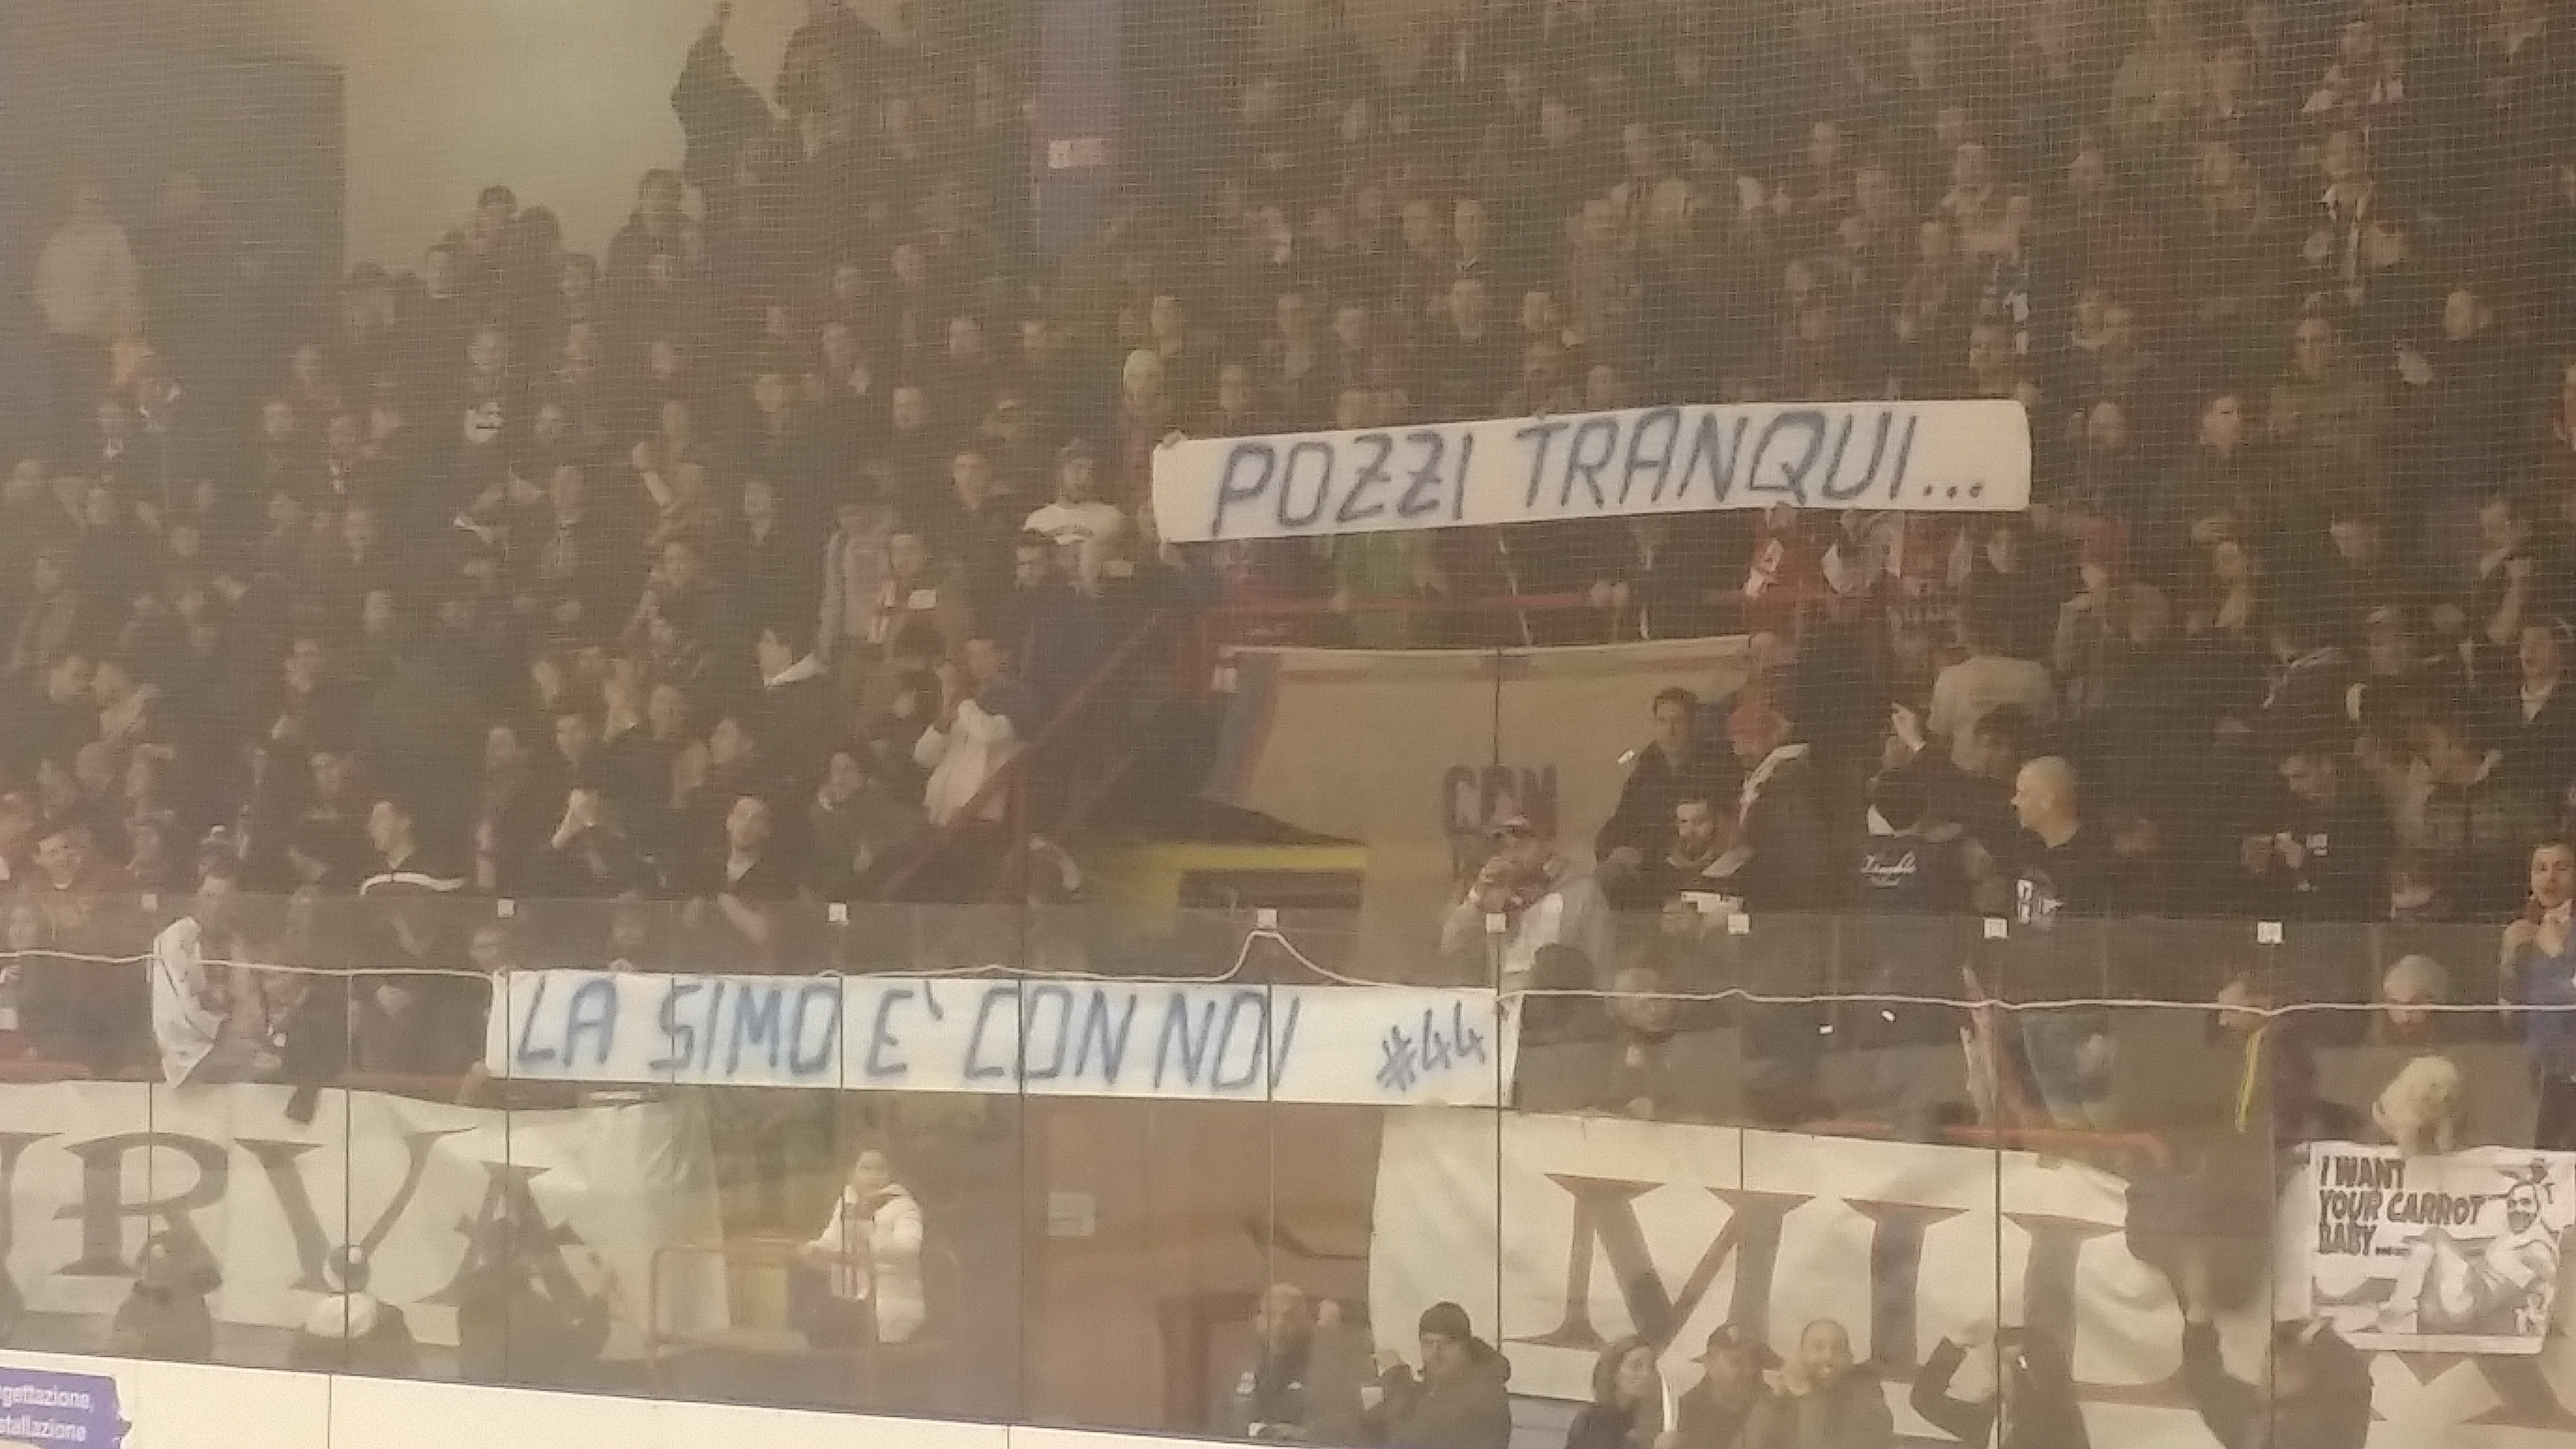 POZZI TRANQUI...
LA SIMO E' CON NOI #44
I WANT
YOUR CARROT
BABY...